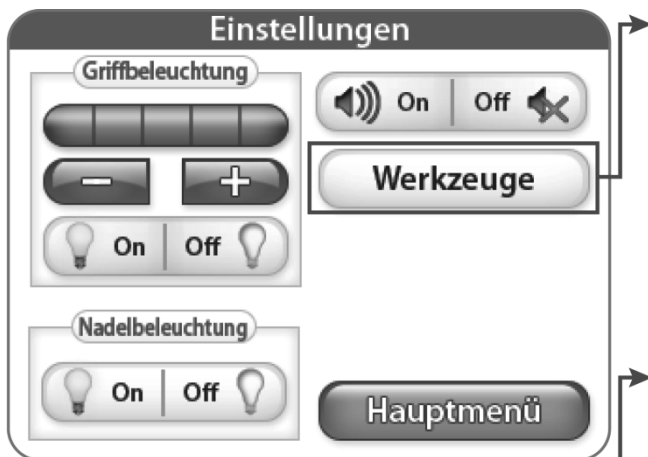 Einstellungen
Griffbeleuchtung
− +
On Off
Nadelbeleuchtung
On Off
On Off
Werkzeuge
Hauptmenü